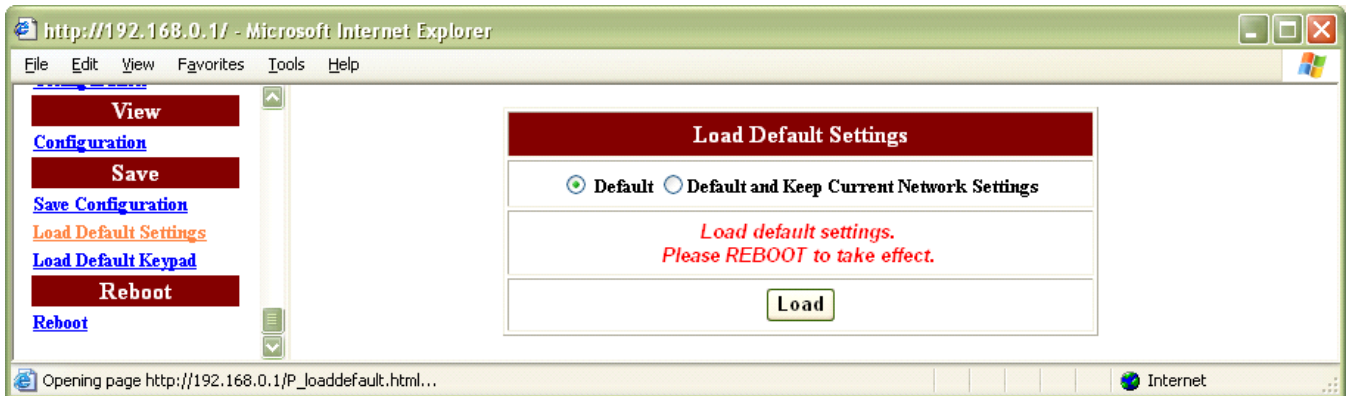 http://192.168.0.1/ - Microsoft Internet Explorer
File Edit View Favorites Tools Help
View
Configuration
Save
Save Configuration
Load Default Settings
Load Default Keypad
Reboot
Reboot
Load Default Settings
Default Default and Keep Current Network Settings
Load default settings.
Please REBOOT to take effect.
Load
Opening page http://192.168.0.1/P_loaddefault.html...
Internet